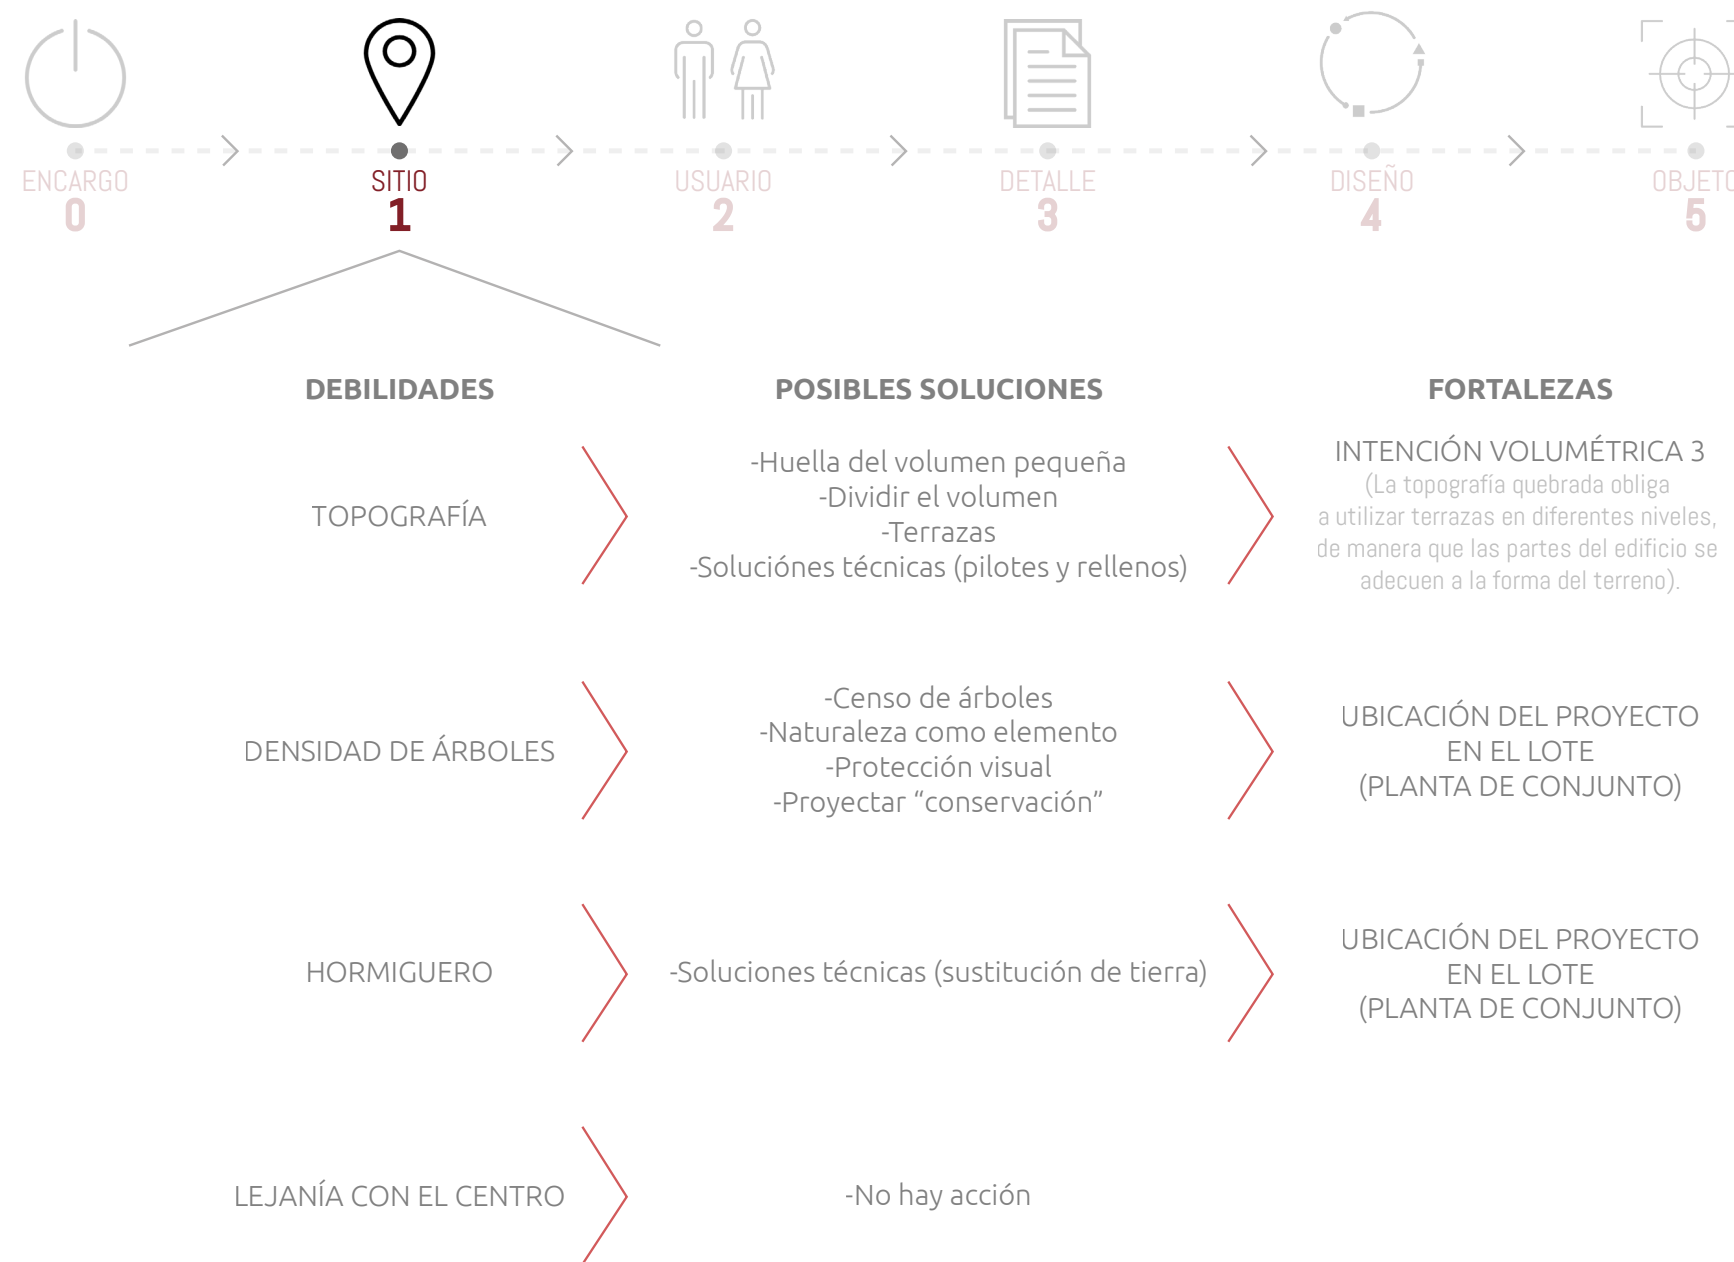 ENCARGO
0
SITIO
1
USUARIO
2
DETALLE
3
DISEÑO
4
OBJETO
5
DEBILIDADES
POSIBLES SOLUCIONES
FORTALEZAS
TOPOGRAFÍA
-Huella del volumen pequeña
-Dividir el volumen
-Terrazas
-Soluciónes técnicas (pilotes y rellenos)
INTENCIÓN VOLUMÉTRICA 3
(La topografía quebrada obliga
a utilizar terrazas en diferentes niveles,
de manera que las partes del edificio se
adecuen a la forma del terreno).
DENSIDAD DE ÁRBOLES
-Censo de árboles
-Naturaleza como elemento
-Protección visual
-Proyectar “conservación”
UBICACIÓN DEL PROYECTO
EN EL LOTE
(PLANTA DE CONJUNTO)
HORMIGUERO
-Soluciones técnicas (sustitución de tierra)
UBICACIÓN DEL PROYECTO
EN EL LOTE
(PLANTA DE CONJUNTO)
LEJANÍA CON EL CENTRO
-No hay acción